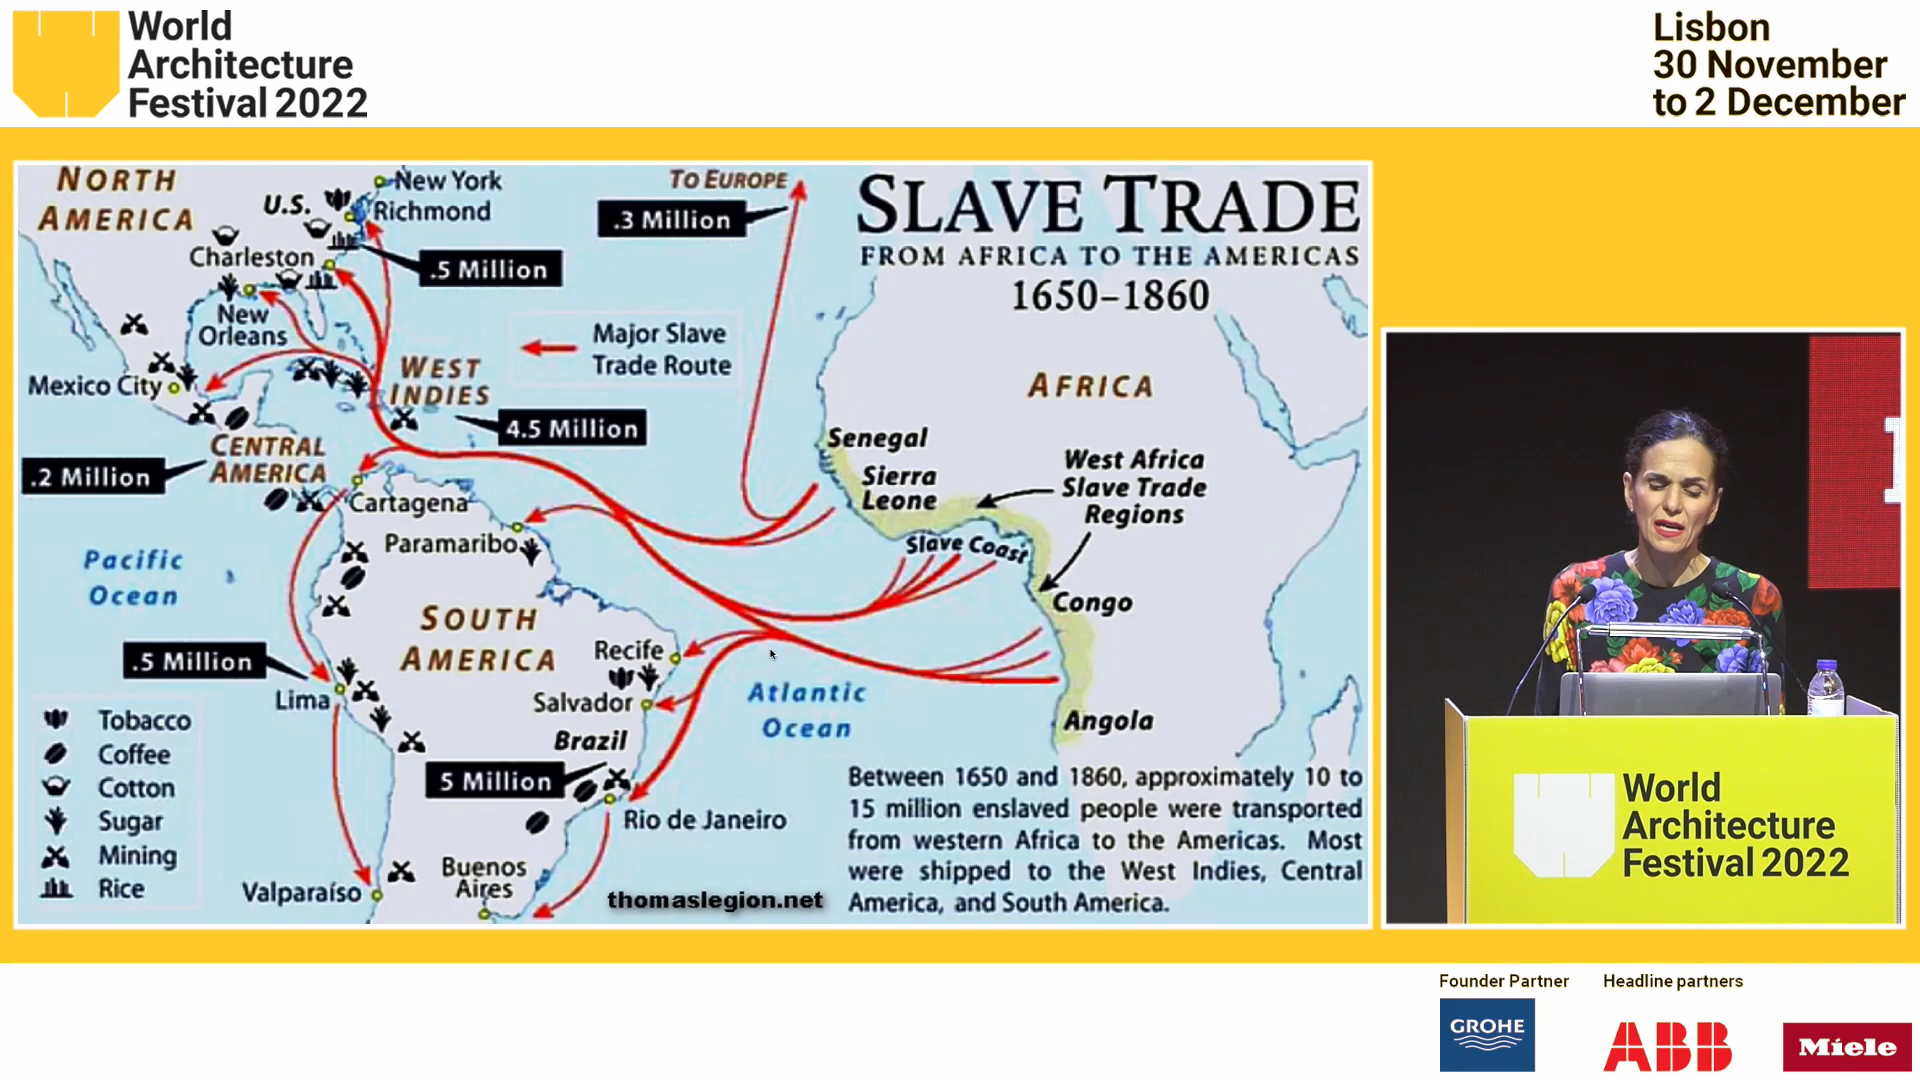 World
Architecture
Festival 2022
Lisbon
30 November
to 2 December
NORTH
AMERICA
U.S.
New York
Richmond
Charleston
New
Orleans
Mexico City
.5 Million
TO EUROPE
.3 Million
SLAVE TRADE
FROM AFRICA TO THE AMERICAS
1650–1860
Major Slave
Trade Route
WEST
INDIES
4.5 Million
CENTRAL
AMERICA
.2 Million
Cartagena
Paramaribo
AFRICA
Senegal
Sierra
Leone
West Africa
Slave Trade
Regions
Slave Coast
Congo
Angola
Pacific
Ocean
SOUTH
AMERICA
.5 Million
Lima
Recife
Salvador
Brazil
5 Million
Atlantic
Ocean
Rio de Janeiro
Buenos
Aires
Valparaíso
Tobacco
Coffee
Cotton
Sugar
Mining
Rice
thomaslegion.net
Between 1650 and 1860, approximately 10 to
15 million enslaved people were transported
from western Africa to the Americas. Most
were shipped to the West Indies, Central
America, and South America.
World
Architecture
Festival 2022
Founder Partner
Headline partners
GROHE
ABB
Miele